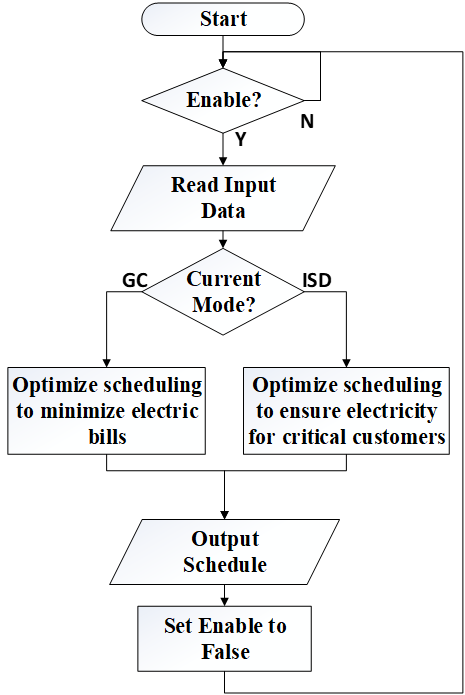 Start
Enable?
N
Y
Read Input
Data
GC
Current
Mode?
ISD
Optimize scheduling
to minimize electric
bills
Optimize scheduling
to ensure electricity
for critical customers
Output
Schedule
Set Enable to
False